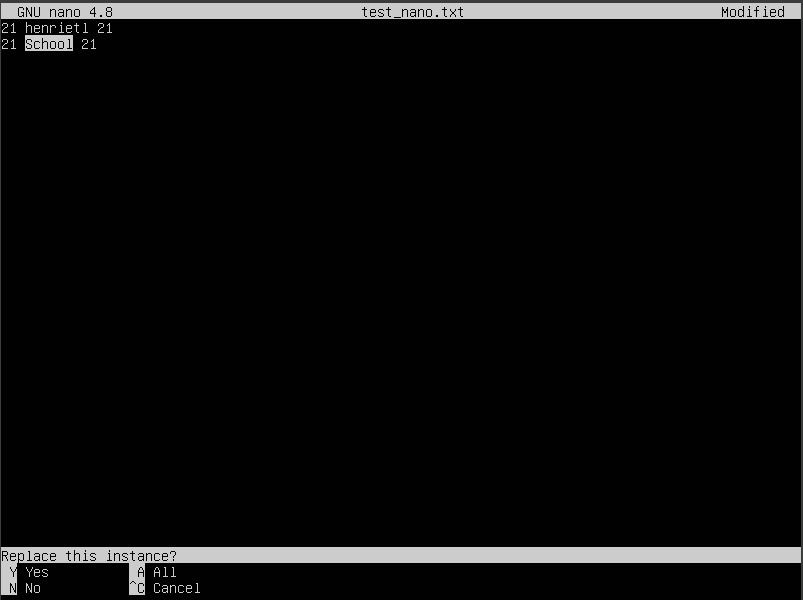 GNU nano 4.8 test_nano.txt Modified
21 henrietl 21
21 School 21
Replace this instance?
Y Yes A All
N No ^C Cancel